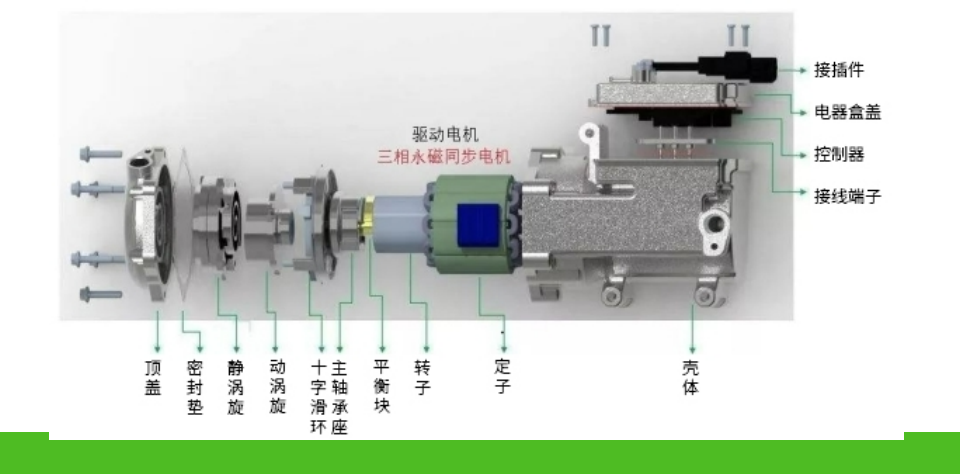 接插件
电器盒盖
驱动电机
三相永磁同步电机
控制器
接线端子
顶盖
密封垫
静涡旋
动涡旋
十字滑环
主轴承座
平衡块
转子
定子
壳体